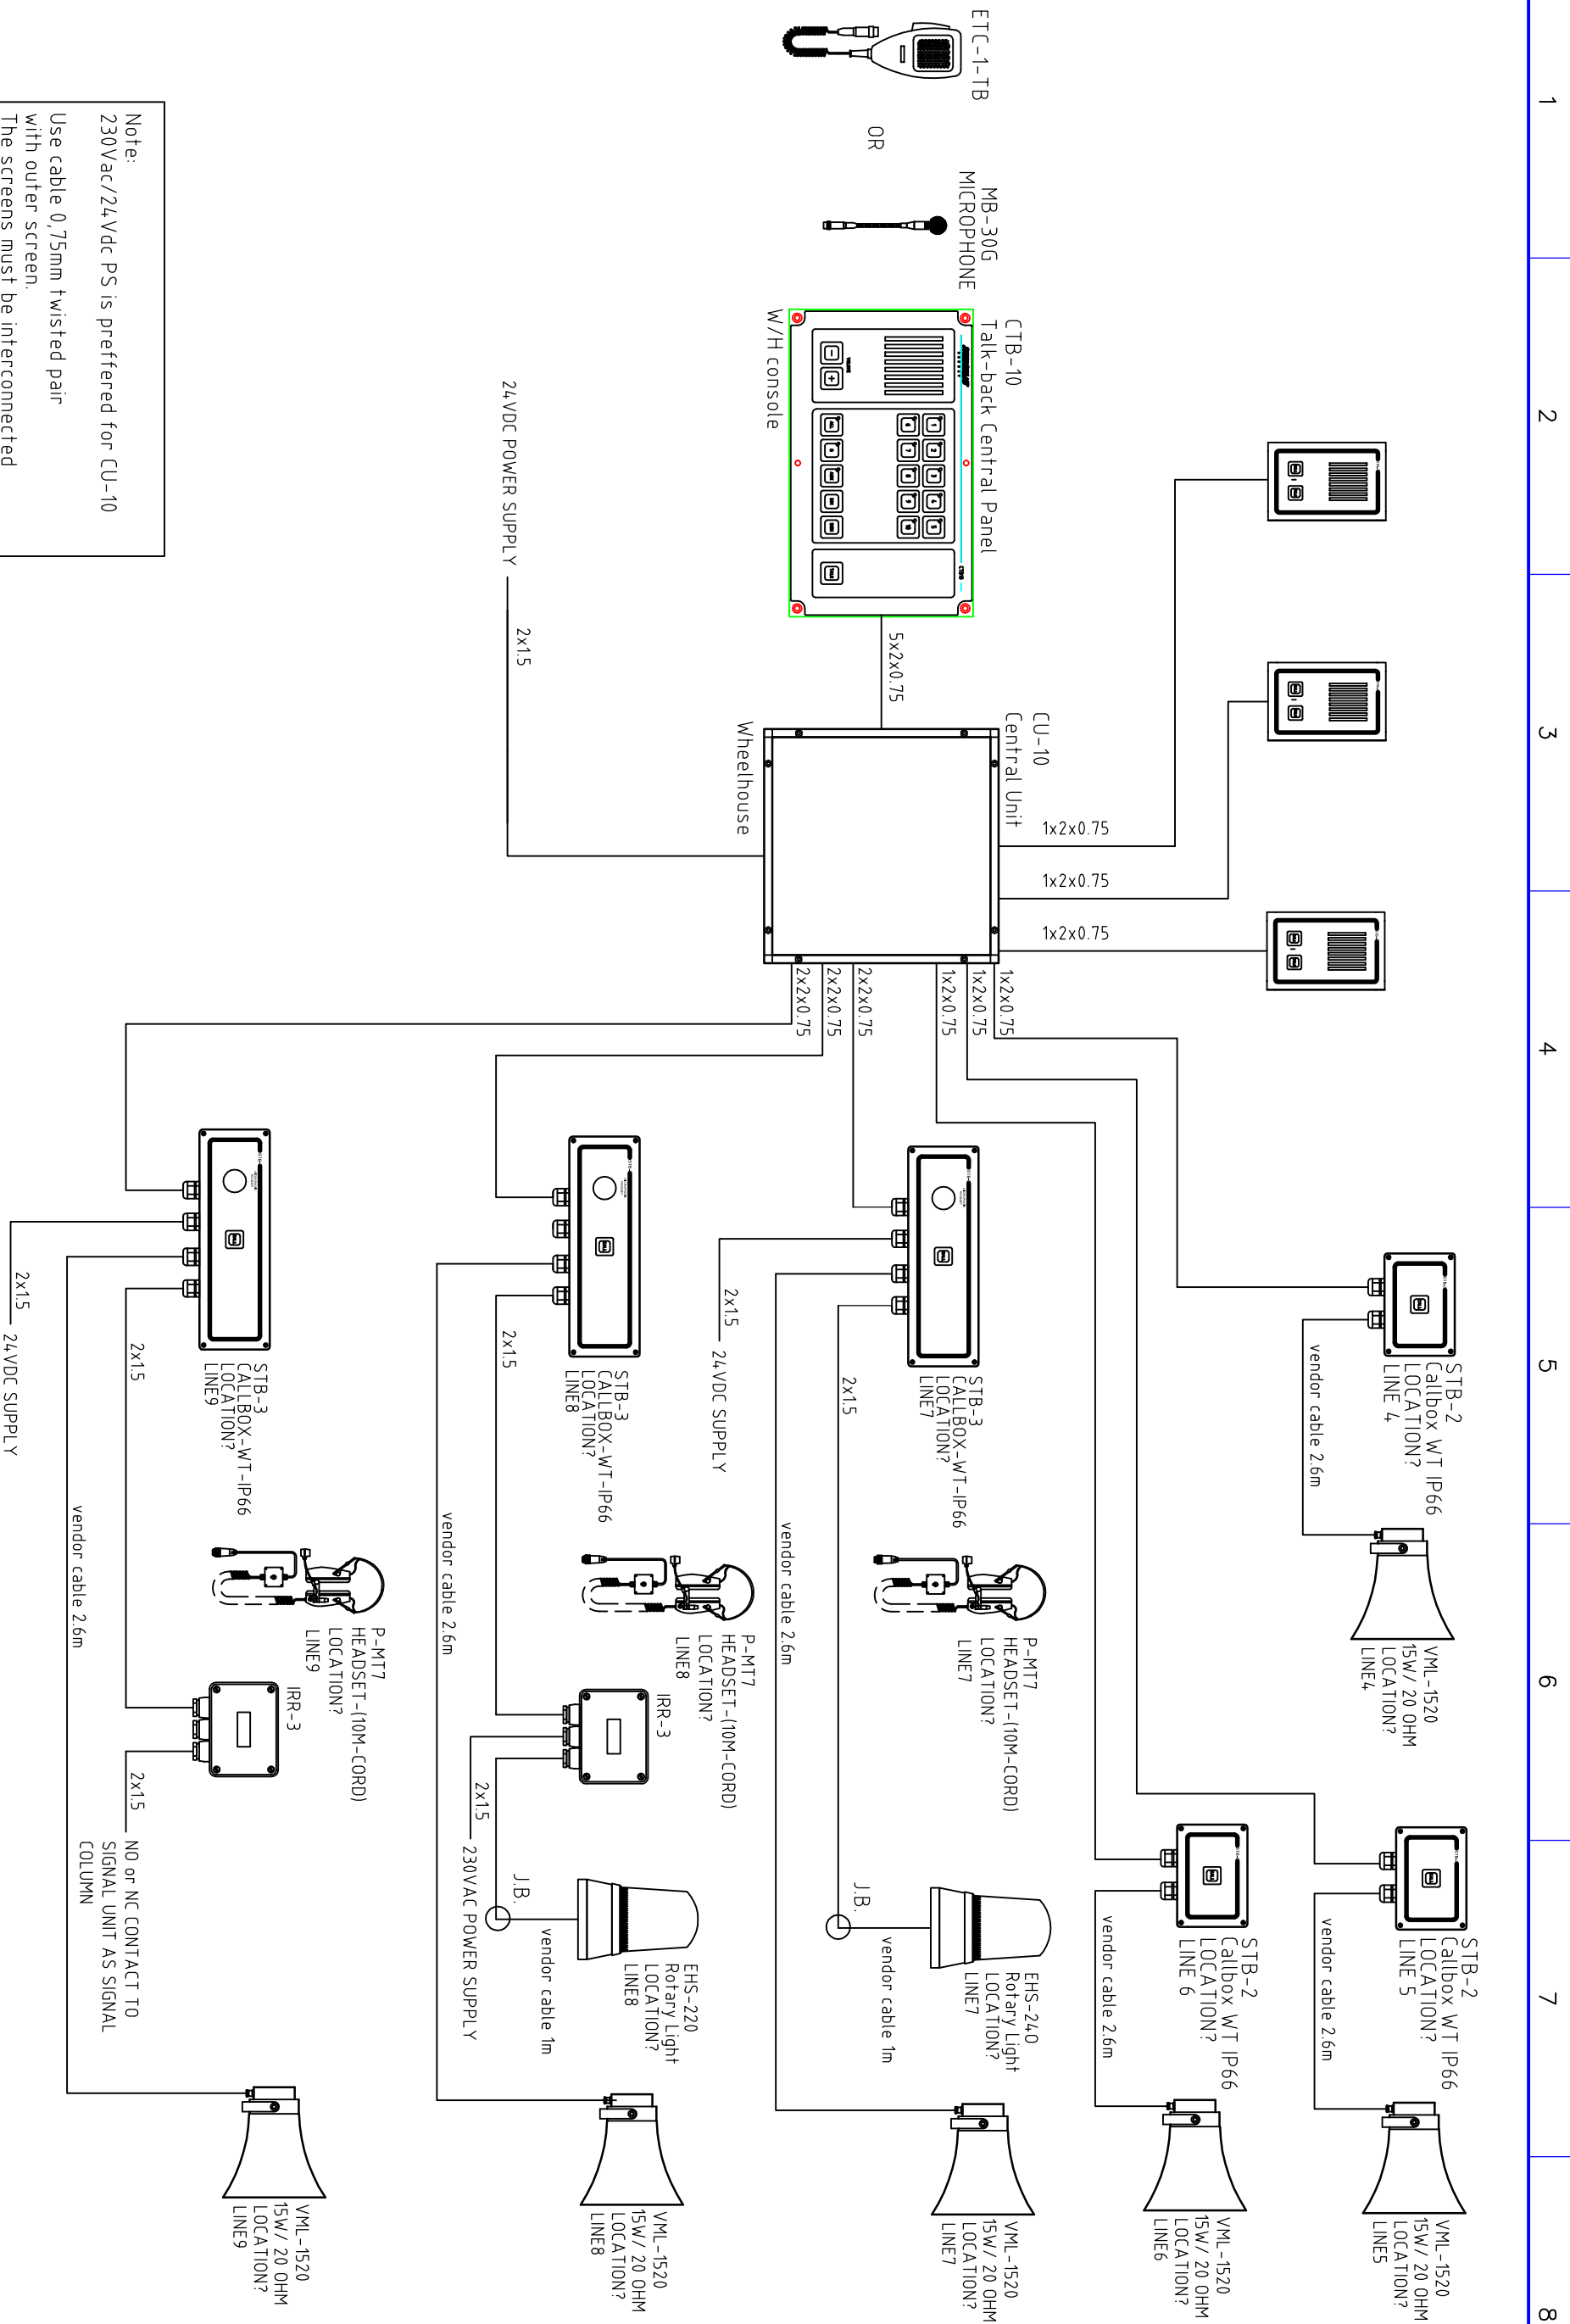 1
2
3
4
5
6
7
8
ETC-1-TB
OR
MB-30G
MICROPHONE
CTB-10
Talk-back Central Panel
W/H console
VOLUME
-
+
1
2
3
4
5
6
7
8
9
10
TALK
5x2x0.75
24VDC POWER SUPPLY
2x1.5
CU-10
Central Unit
Wheelhouse
1x2x0.75
1x2x0.75
1x2x0.75
1x2x0.75
1x2x0.75
1x2x0.75
2x2x0.75
2x2x0.75
2x2x0.75
STB-2
Callbox WT IP66
LOCATION?
LINE 4
vendor cable 2.6m
VML-1520
15W/ 20 OHM
LOCATION?
LINE4
STB-2
Callbox WT IP66
LOCATION?
LINE 5
vendor cable 2.6m
VML-1520
15W/ 20 OHM
LOCATION?
LINE5
STB-2
Callbox WT IP66
LOCATION?
LINE 6
vendor cable 2.6m
VML-1520
15W/ 20 OHM
LOCATION?
LINE6
STB-3
CALLBOX-WT-IP66
LOCATION?
LINE7
2x1.5
24VDC SUPPLY
2x1.5
vendor cable 2.6m
P-MT7
HEADSET-(10M-CORD)
LOCATION?
LINE7
J.B.
vendor cable 1m
EHS-240
Rotary Light
LOCATION?
LINE7
VML-1520
15W/ 20 OHM
LOCATION?
LINE7
STB-3
CALLBOX-WT-IP66
LOCATION?
LINE8
2x1.5
vendor cable 2.6m
P-MT7
HEADSET-(10M-CORD)
LOCATION?
LINE8
IRR-3
2x1.5
230VAC POWER SUPPLY
J.B.
vendor cable 1m
EHS-220
Rotary Light
LOCATION?
LINE8
VML-1520
15W/ 20 OHM
LOCATION?
LINE8
STB-3
CALLBOX-WT-IP66
LOCATION?
LINE9
2x1.5
2x1.5
24VDC SUPPLY
vendor cable 2.6m
P-MT7
HEADSET-(10M-CORD)
LOCATION?
LINE9
IRR-3
2x1.5
NO or NC CONTACT TO
SIGNAL UNIT AS SIGNAL
COLUMN
VML-1520
15W/ 20 OHM
LOCATION?
LINE9
Note:
230Vac/24Vdc PS is preffered for CU-10
Use cable 0,75mm twisted pair
with outer screen.
The screens must be interconnected